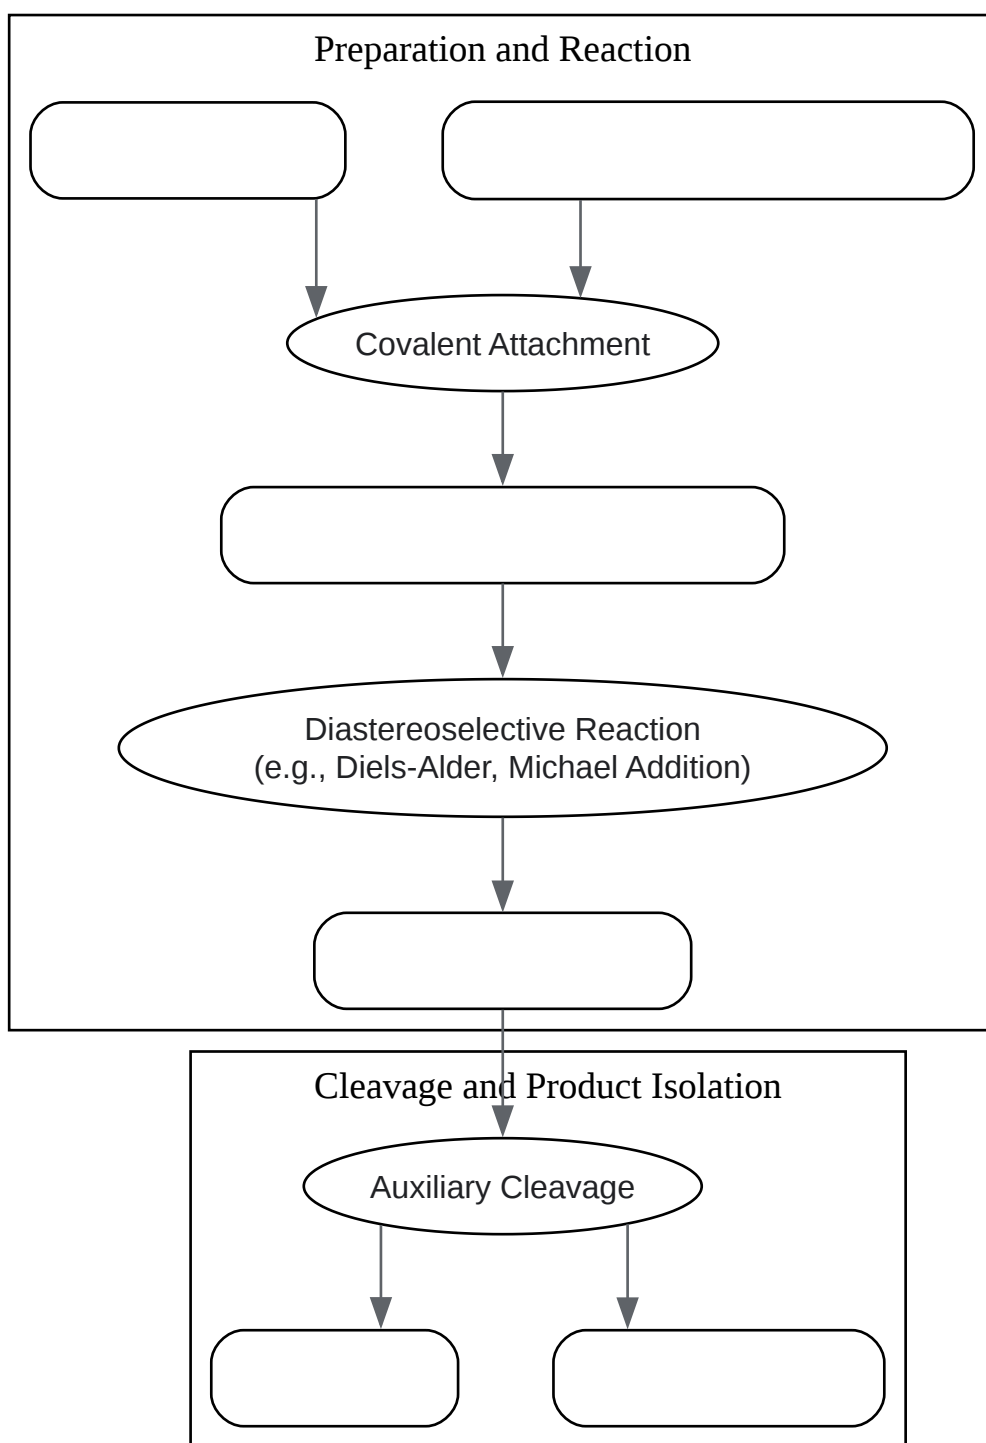 Preparation and Reaction
Covalent Attachment
Diastereoselective Reaction
(e.g., Diels-Alder, Michael Addition)
Cleavage and Product Isolation
Auxiliary Cleavage